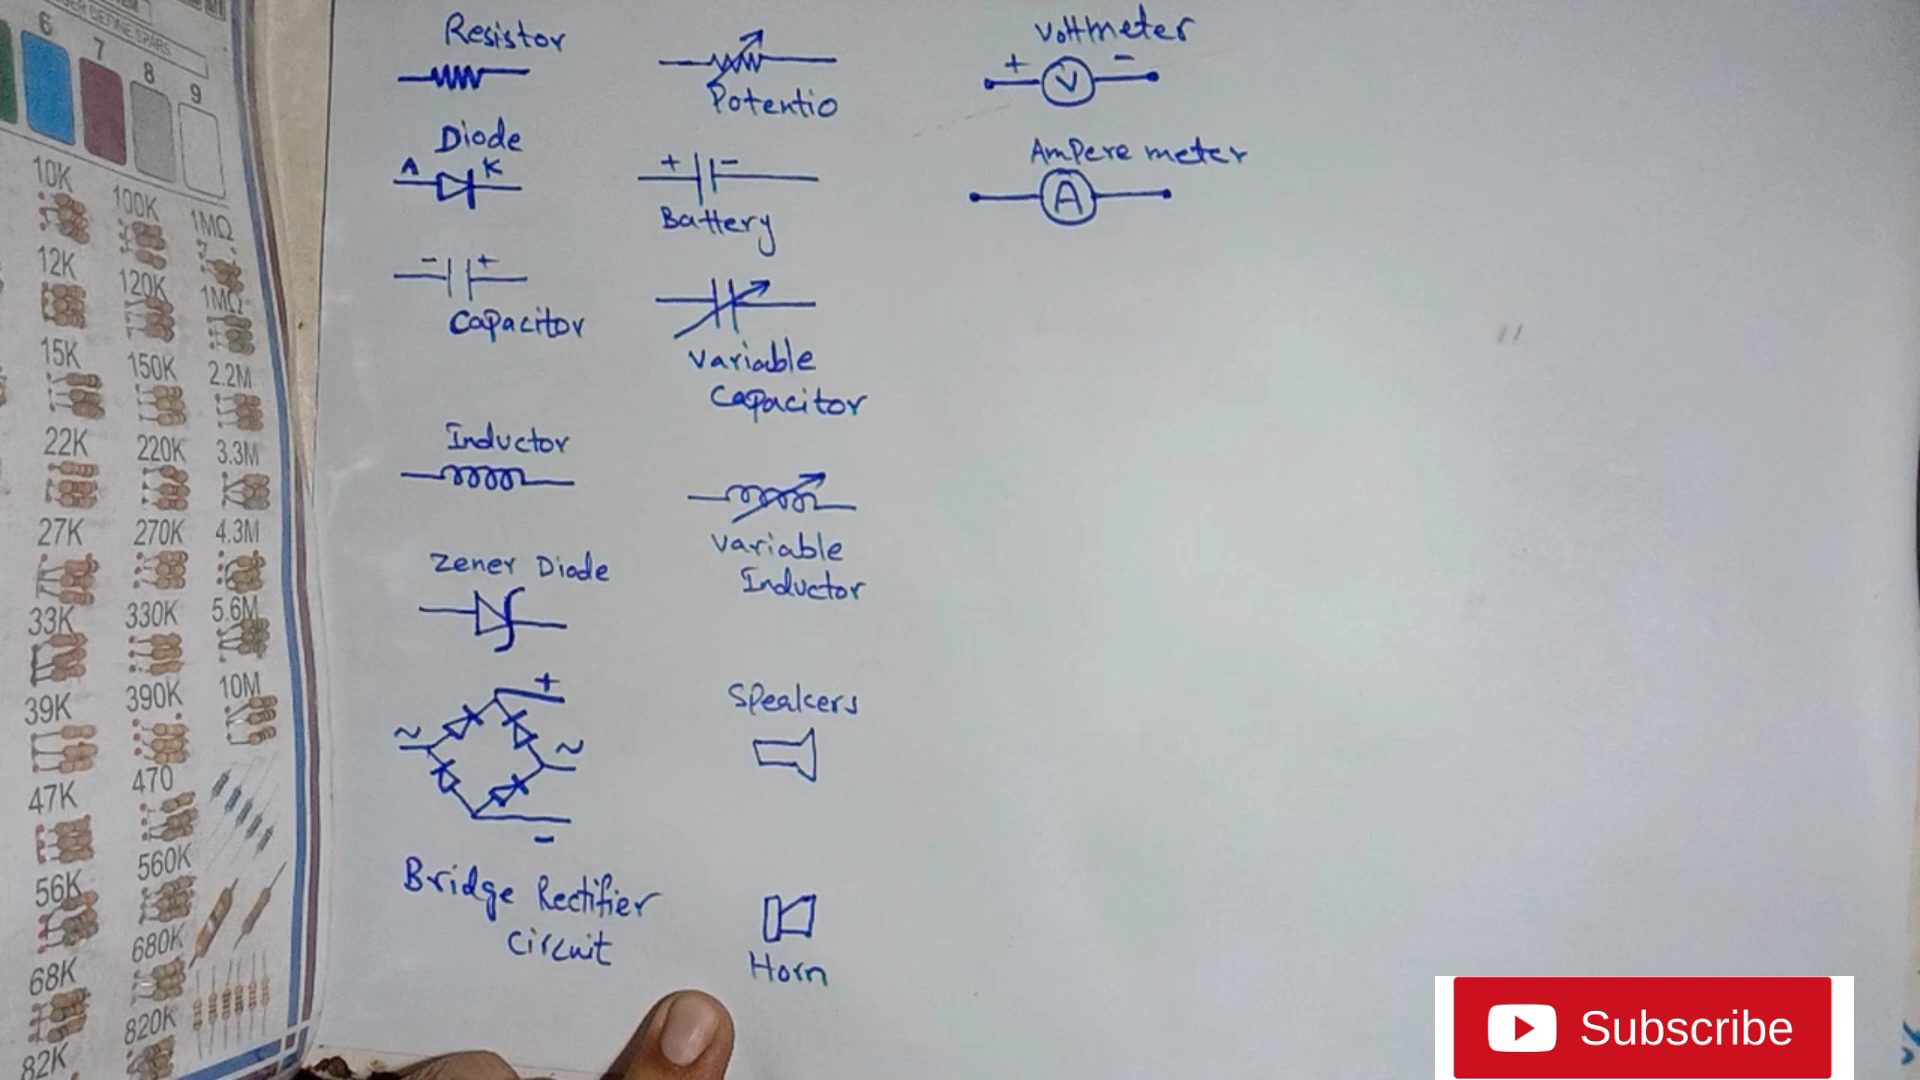 6
7
8
9
10K
100K
1MΩ
12K
120K
1MΩ
15K
150K
2.2M
22K
220K
3.3M
27K
270K
4.3M
33K
330K
5.6M
39K
390K
10M
47K
470
56K
560K
68K
680K
82K
820K
Resistor
Diode
A K
- +
Capacitor
Inductor
Zener Diode
+
~ ~
-
Bridge Rectifier
Circuit
Potentio
+ -
Battery
Variable
Capacitor
Variable
Inductor
Speakers
Horn
Voltmeter
+ -
V
Ampere meter
A
Subscribe